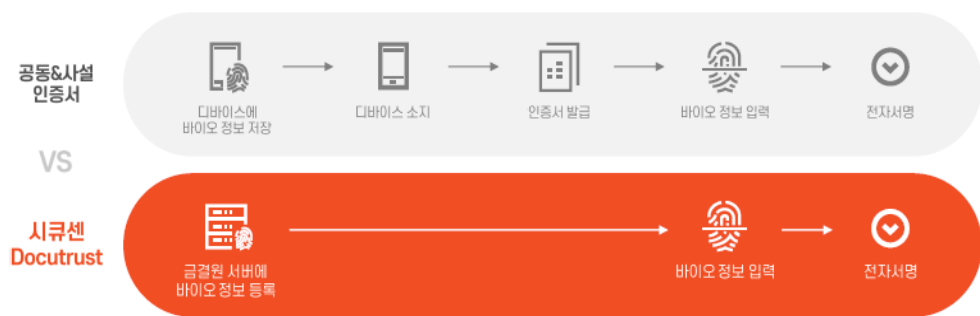 공동&사설
인증서
디바이스에
바이오 정보 저장
디바이스 소지
인증서 발급
바이오 정보 입력
전자서명
VS
시큐센
Docutrust
금결원 서버에
바이오 정보 등록
바이오 정보 입력
전자서명